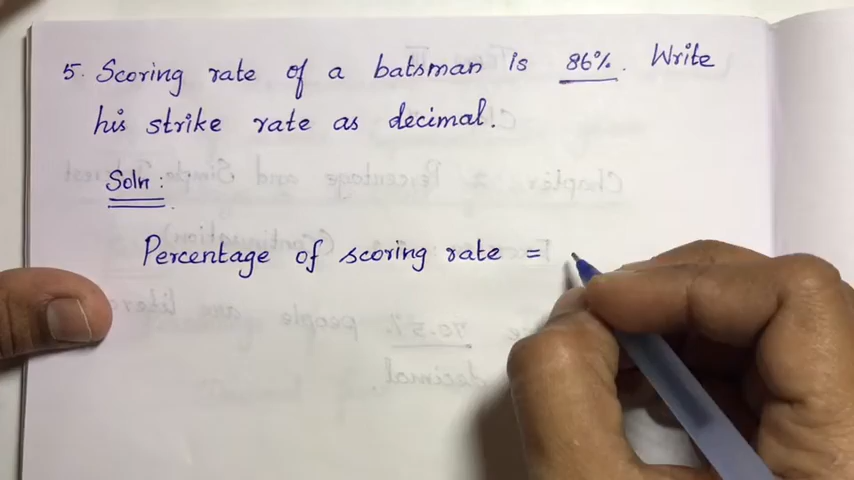 5. Scoring rate of a batsman is 86%. Write
his strike rate as decimal.
Soln:
Percentage of scoring rate =